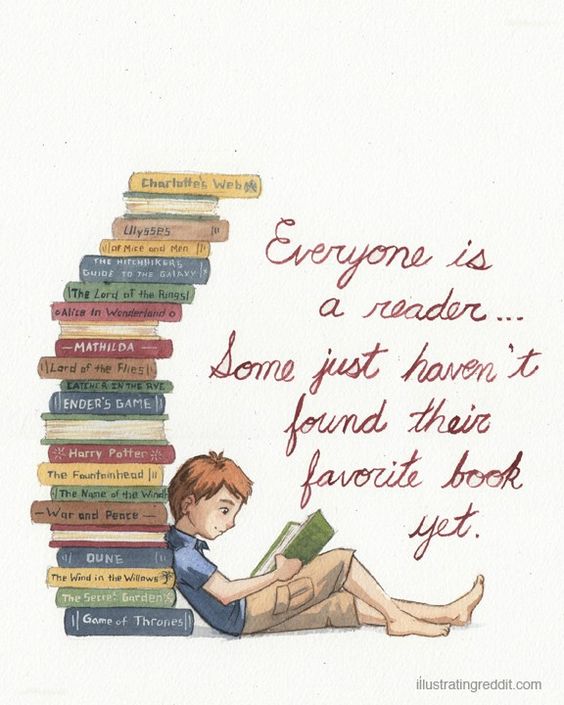 Charlotte's Web
Ulysses
Of Mice and Men
THE HITCHHIKERS
GUIDE TO THE GALAXY
The Lord of the Rings
Alice in Wonderland
MATHILDA
Lord of the Flies
CATCHER IN THE RYE
ENDER'S GAME
Harry Potter
The Fountainhead
The Name of the Wind
War and Peace
DUNE
The Wind in the Willows
The Secret Garden
Game of Thrones
Everyone is
a reader...
Some just haven't
found their
favorite book
yet.
illustratingreddit.com